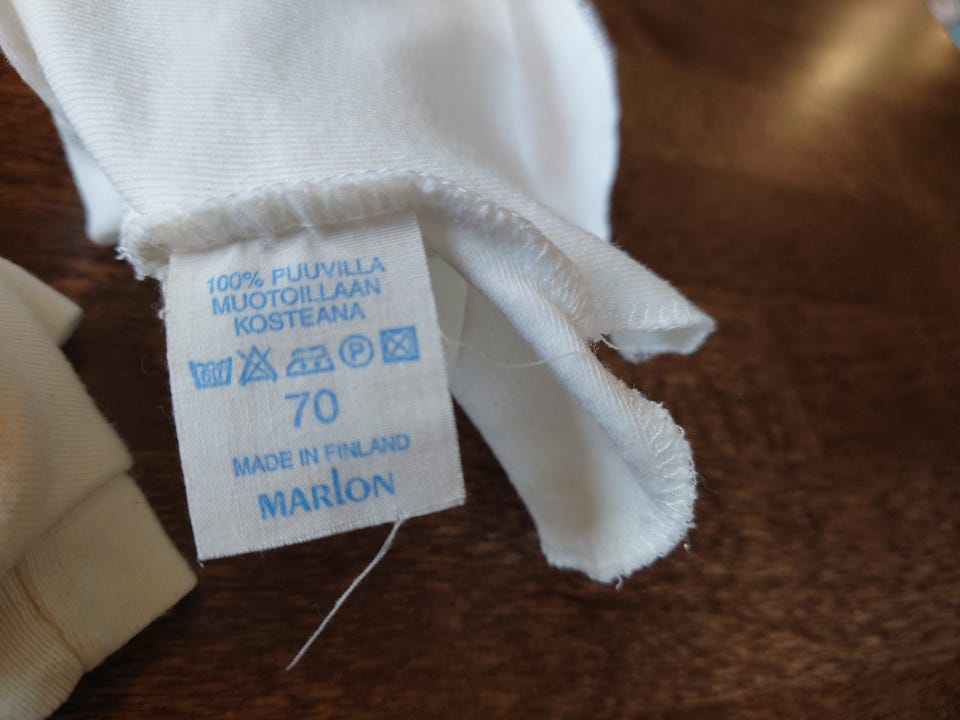 100% PUUVILLA
MUOTOILLAAN
KOSTEANA
P
70
MADE IN FINLAND
MARLON